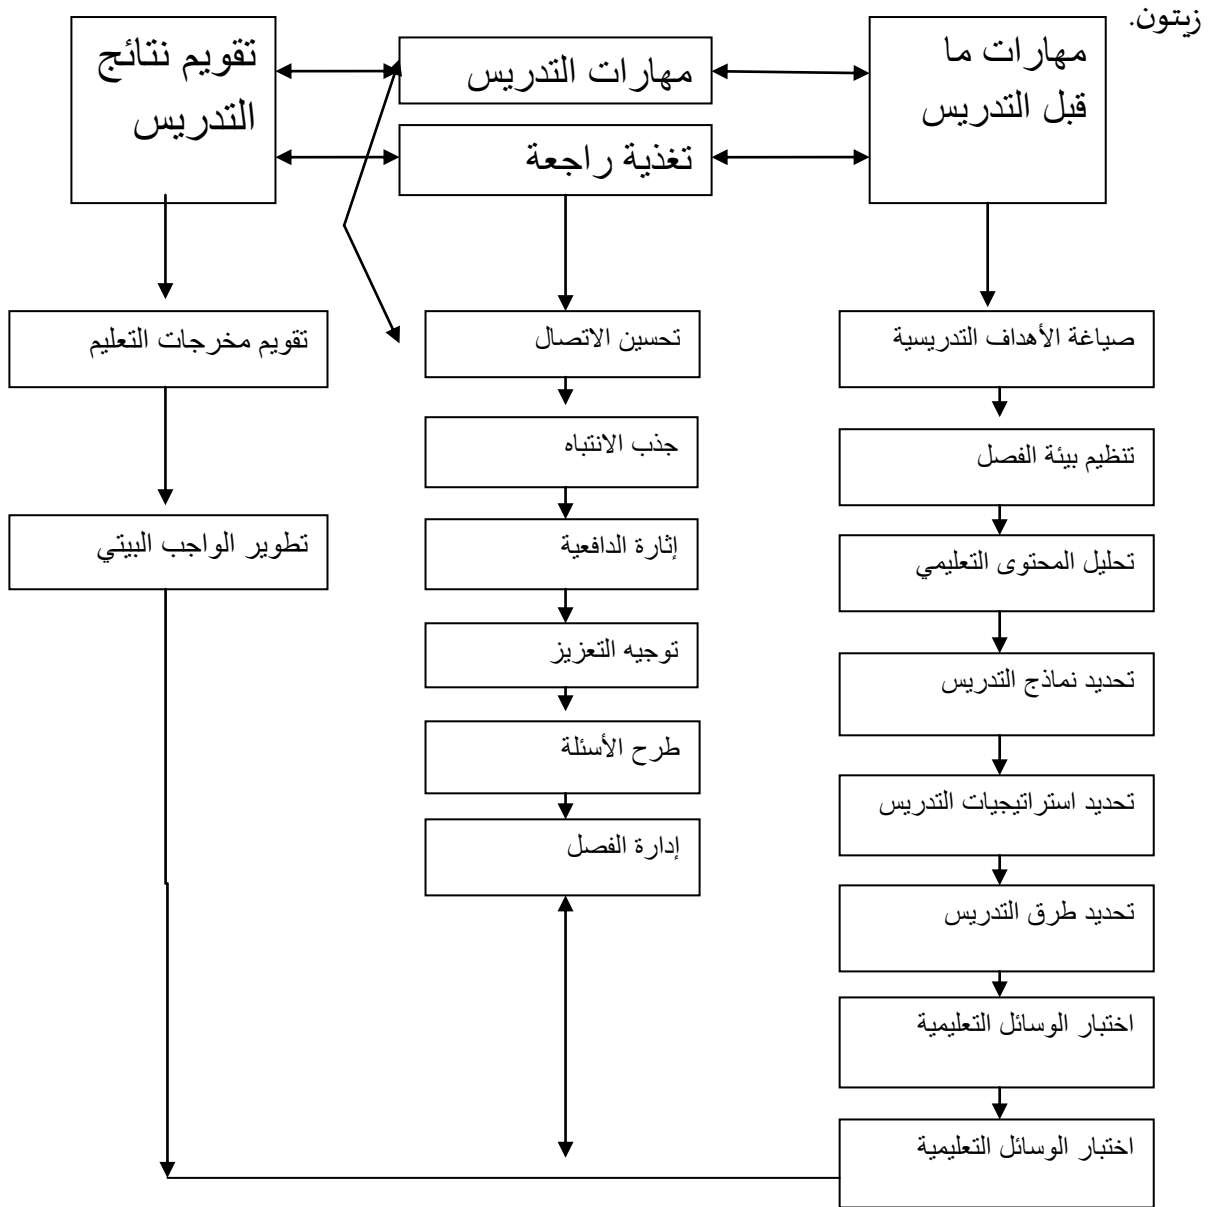 زيتون.
مهارات ما
قبل التدريس
مهارات التدريس
تغذية راجعة
تقويم نتائج
التدريس
صياغة الأهداف التدريسية
تنظيم بيئة الفصل
تحليل المحتوى التعليمي
تحديد نماذج التدريس
تحديد استراتيجيات التدريس
تحديد طرق التدريس
اختبار الوسائل التعليمية
اختبار الوسائل التعليمية
تحسين الاتصال
جذب الانتباه
إثارة الدافعية
توجيه التعزيز
طرح الأسئلة
إدارة الفصل
تقويم مخرجات التعليم
تطوير الواجب البيتي